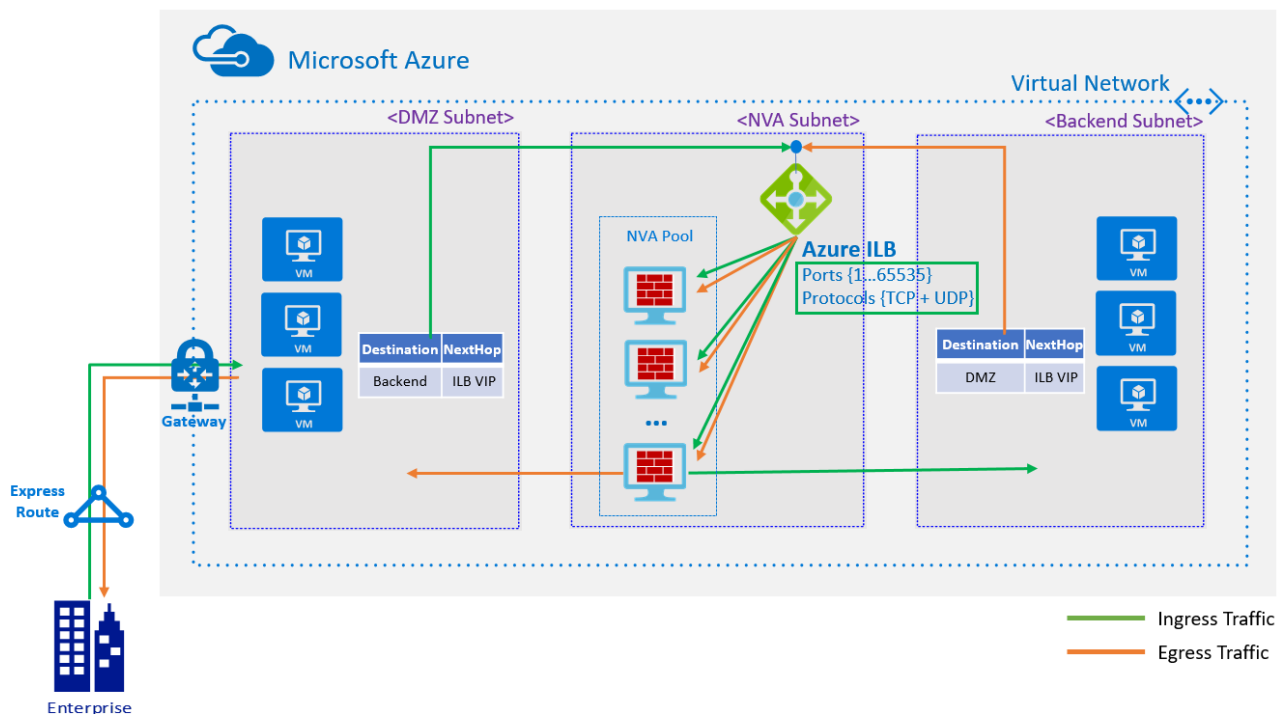 Microsoft Azure
Virtual Network
<DMZ Subnet>
<NVA Subnet>
<Backend Subnet>
VM
VM
VM
Destination NextHop
Backend ILB VIP
NVA Pool
...
Azure ILB
Ports {1...65535}
Protocols {TCP + UDP}
Destination NextHop
DMZ ILB VIP
VM
VM
VM
Gateway
Express
Route
Enterprise
Ingress Traffic
Egress Traffic